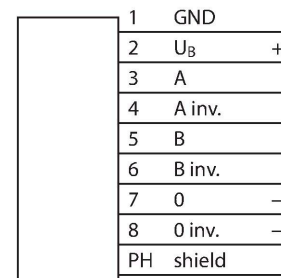 1 GND
2 U_B +
3 A
4 A inv.
5 B
6 B inv.
7 0 –
8 0 inv. –
PH shield